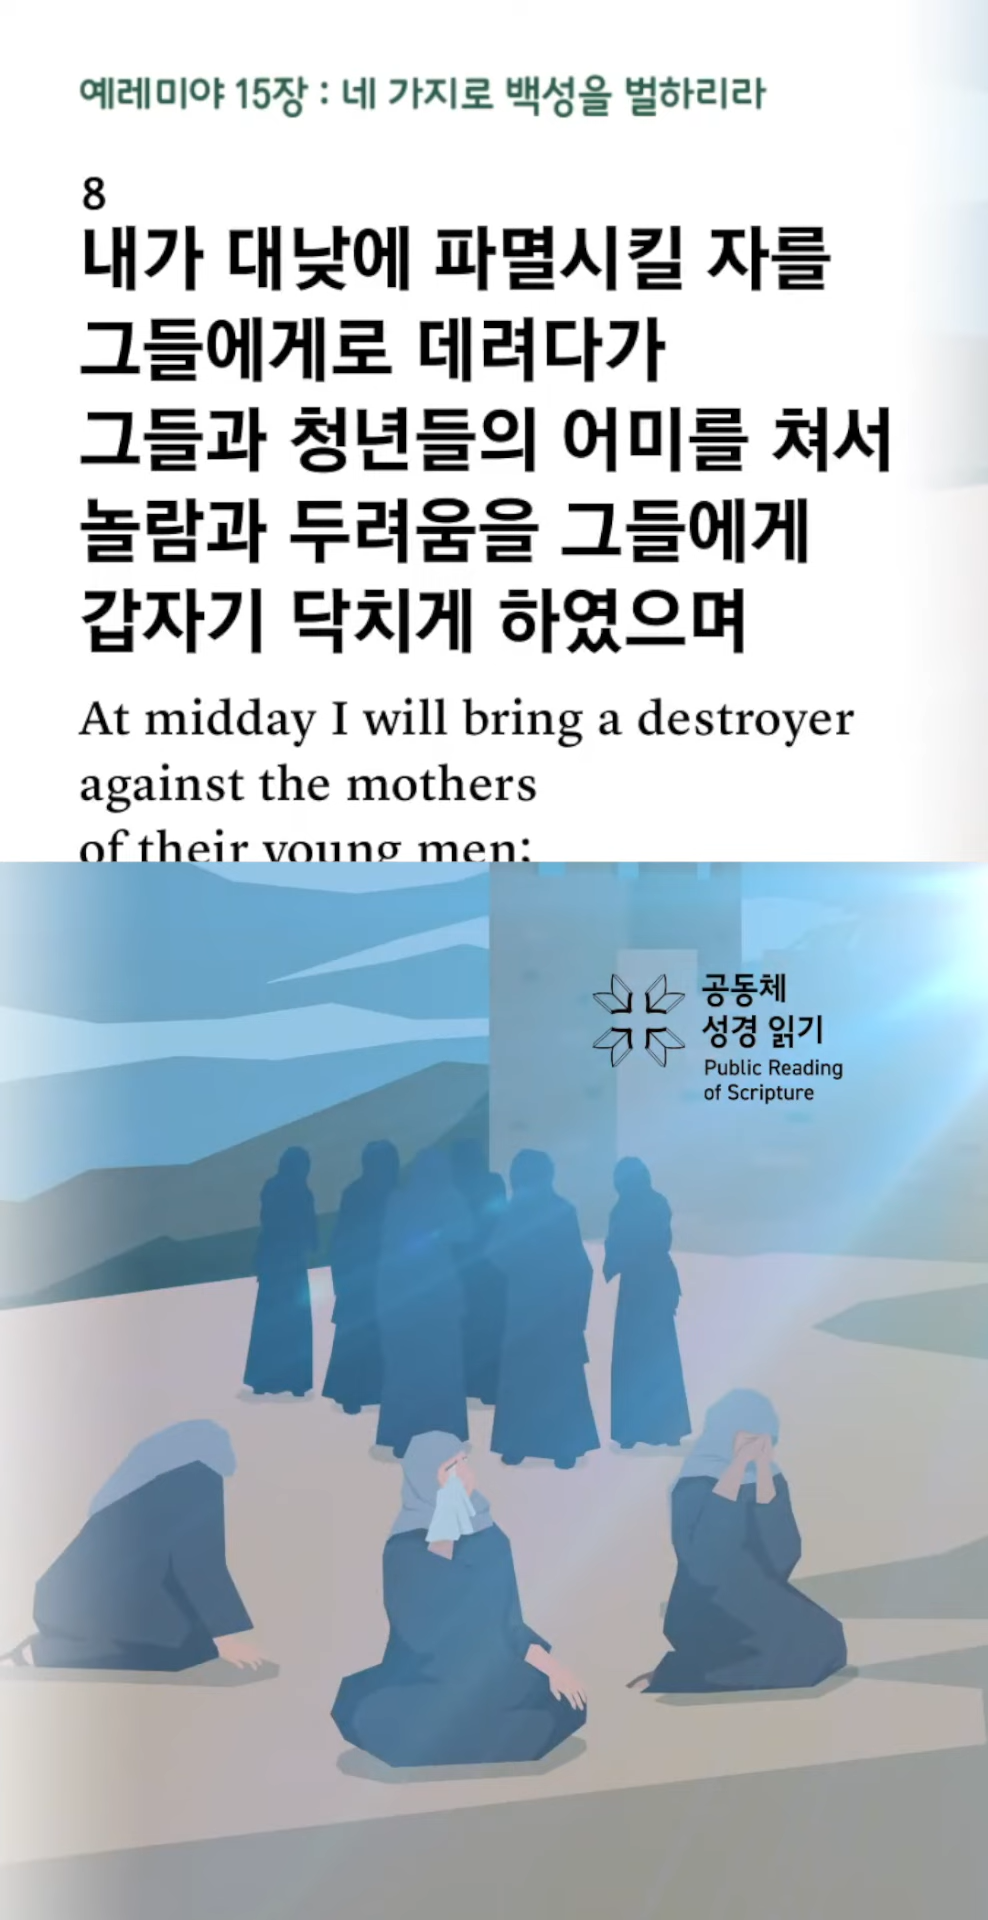 예레미야 15장 : 네 가지로 백성을 벌하리라
8
내가 대낮에 파멸시킬 자를
그들에게로 데려다가
그들과 청년들의 어미를 쳐서
놀람과 두려움을 그들에게
갑자기 닥치게 하였으며
At midday I will bring a destroyer
against the mothers
of their young men;
공동체
성경 읽기
Public Reading
of Scripture